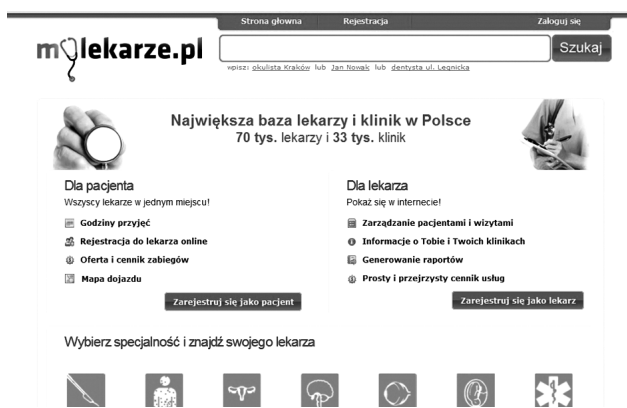 Strona głowna Rejestracja Zaloguj się
mylekarze.pl
Szukaj
wpisz: okulista Kraków lub Jan Nowak lub dentysta ul. Legnicka
Największa baza lekarzy i klinik w Polsce
70 tys. lekarzy i 33 tys. klinik
Dla pacjenta
Wszyscy lekarze w jednym miejscu!
Godziny przyjęć
Rejestracja do lekarza online
Oferta i cennik zabiegów
Mapa dojazdu
Zarejestruj się jako pacjent
Dla lekarza
Pokaż się w internecie!
Zarządzanie pacjentami i wizytami
Informacje o Tobie i Twoich klinikach
Generowanie raportów
Prosty i przejrzysty cennik usług
Zarejestruj się jako lekarz
Wybierz specjalność i znajdź swojego lekarza